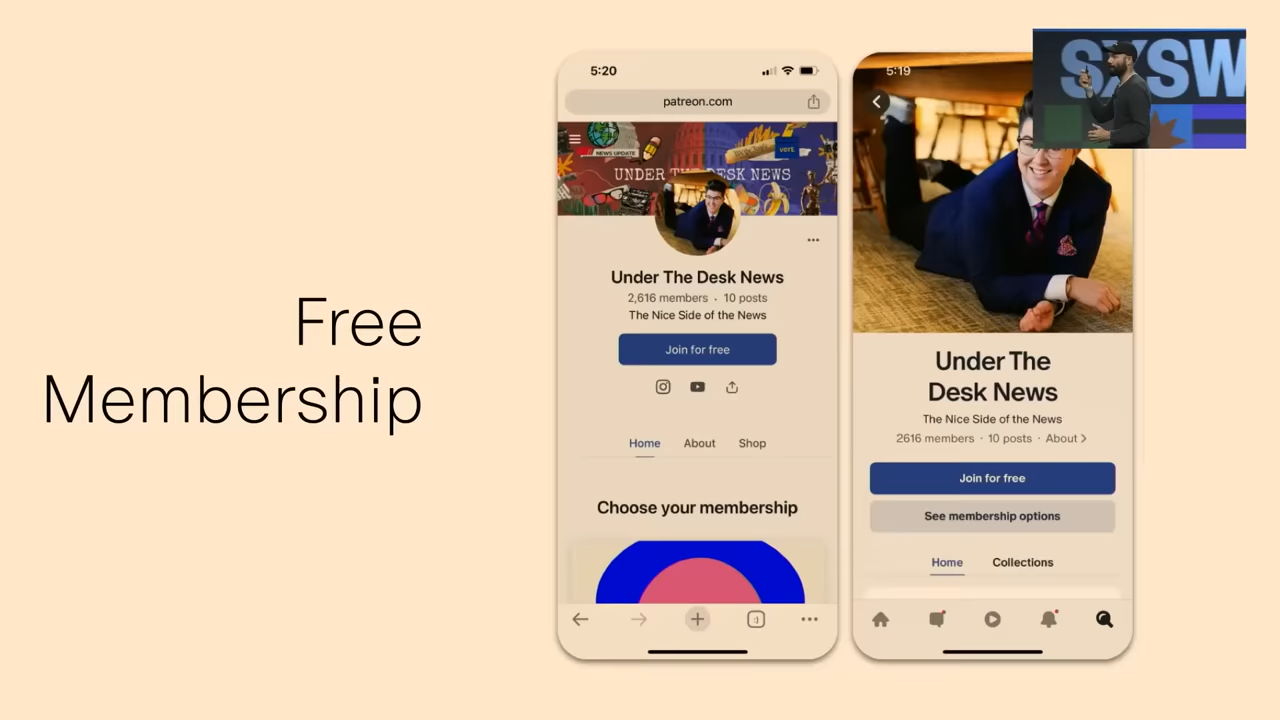 Free
Membership
5:20
patreon.com
NEWS UPDATE
VOTE.
UNDER THE DESK NEWS
Under The Desk News
2,616 members · 10 posts
The Nice Side of the News
Join for free
Home About Shop
Choose your membership
:)
5:19
SXSW
Under The
Desk News
The Nice Side of the News
2616 members · 10 posts · About >
Join for free
See membership options
Home Collections